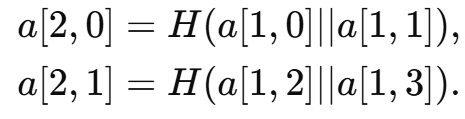 a[2, 0] = H(a[1, 0]||a[1, 1]),
a[2, 1] = H(a[1, 2]||a[1, 3]).